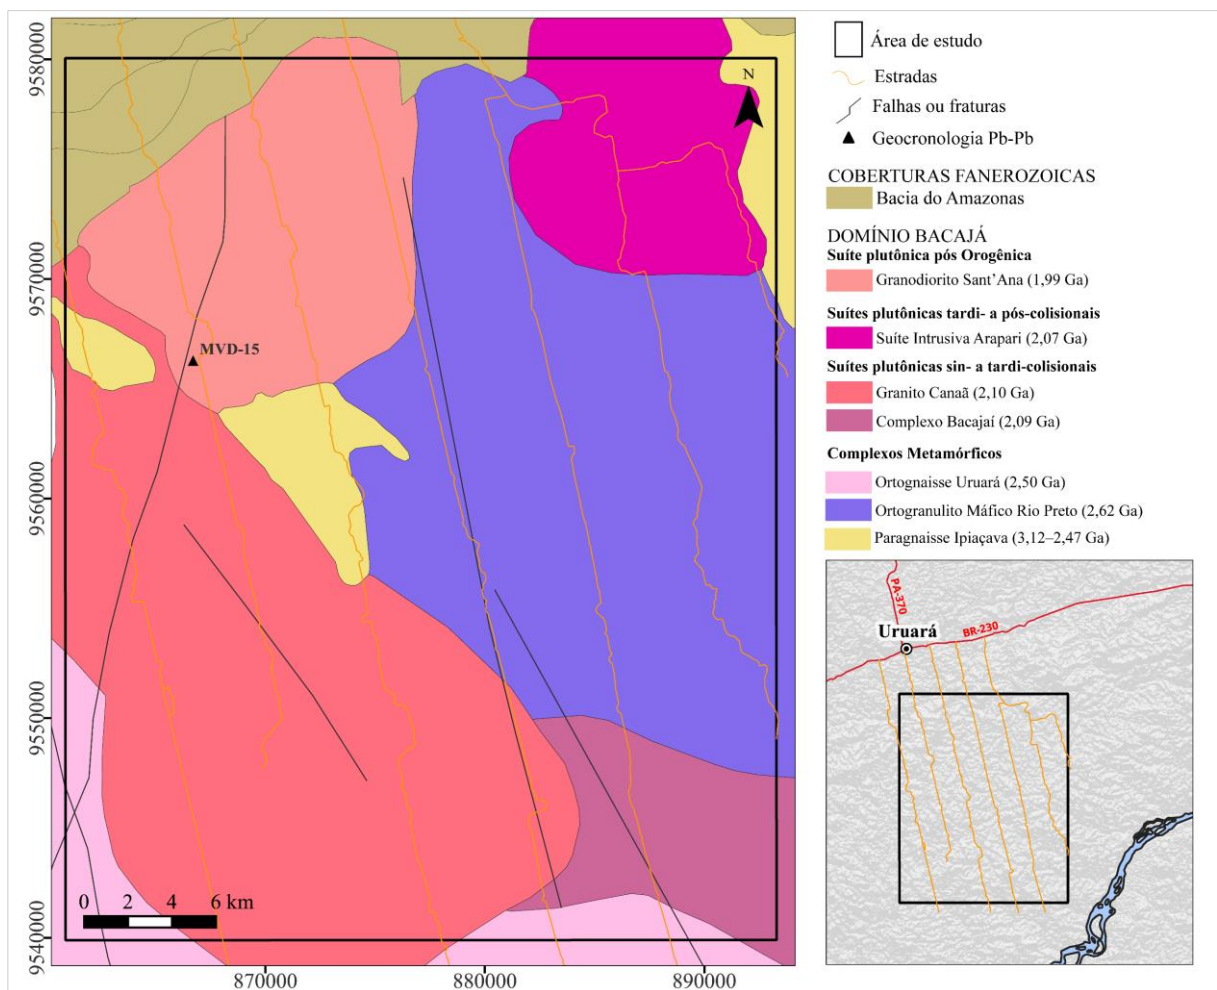 9580000
9570000
9560000
9550000
9540000
870000
880000
890000
N
MVD-15
0 2 4 6 km
Área de estudo
Estradas
Falhas ou fraturas
Geocronologia Pb-Pb
COBERTURAS FANEROZOICAS
Bacia do Amazonas
DOMÍNIO BACAJÁ
Suíte plutônica pós Orogênica
Granodiorito Sant’Ana (1,99 Ga)
Suítes plutônicas tardi- a pós-colisionais
Suíte Intrusiva Arapari (2,07 Ga)
Suítes plutônicas sin- a tardi-colisionais
Granito Canaã (2,10 Ga)
Complexo Bacajaí (2,09 Ga)
Complexos Metamórficos
Ortognaisse Uruará (2,50 Ga)
Ortogranulito Máfico Rio Preto (2,62 Ga)
Paragnaisse Ipiaçava (3,12–2,47 Ga)
PA-370
Uruará
BR-230